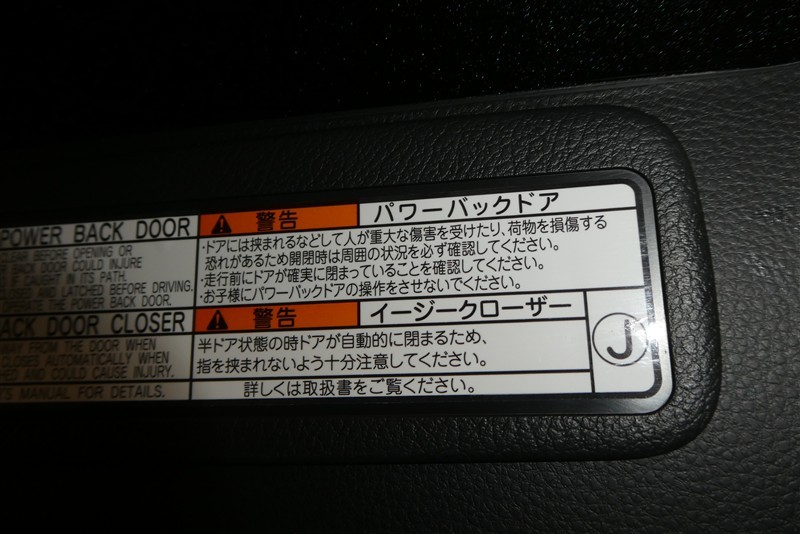 POWER BACK DOOR
BEFORE OPENING OR
DOOR COULD INJURE
IN ITS PATH.
LATCHED BEFORE DRIVING.
THE POWER BACK DOOR.
BACK DOOR CLOSER
THE DOOR WHEN
AUTOMATICALLY WHEN
AND COULD CAUSE INJURY.
MANUAL FOR DETAILS.
警告 パワーバックドア
・ドアには挟まれるなどして人が重大な傷害を受けたり、荷物を損傷する
恐れがあるため開閉時は周囲の状況を必ず確認してください。
・走行前にドアが確実に閉まっていることを確認してください。
・お子様にパワーバックドアの操作をさせないでください。
警告 イージークローザー
半ドア状態の時ドアが自動的に閉まるため、
指を挟まれないよう十分注意してください。
詳しくは取扱書をご覧ください。
J